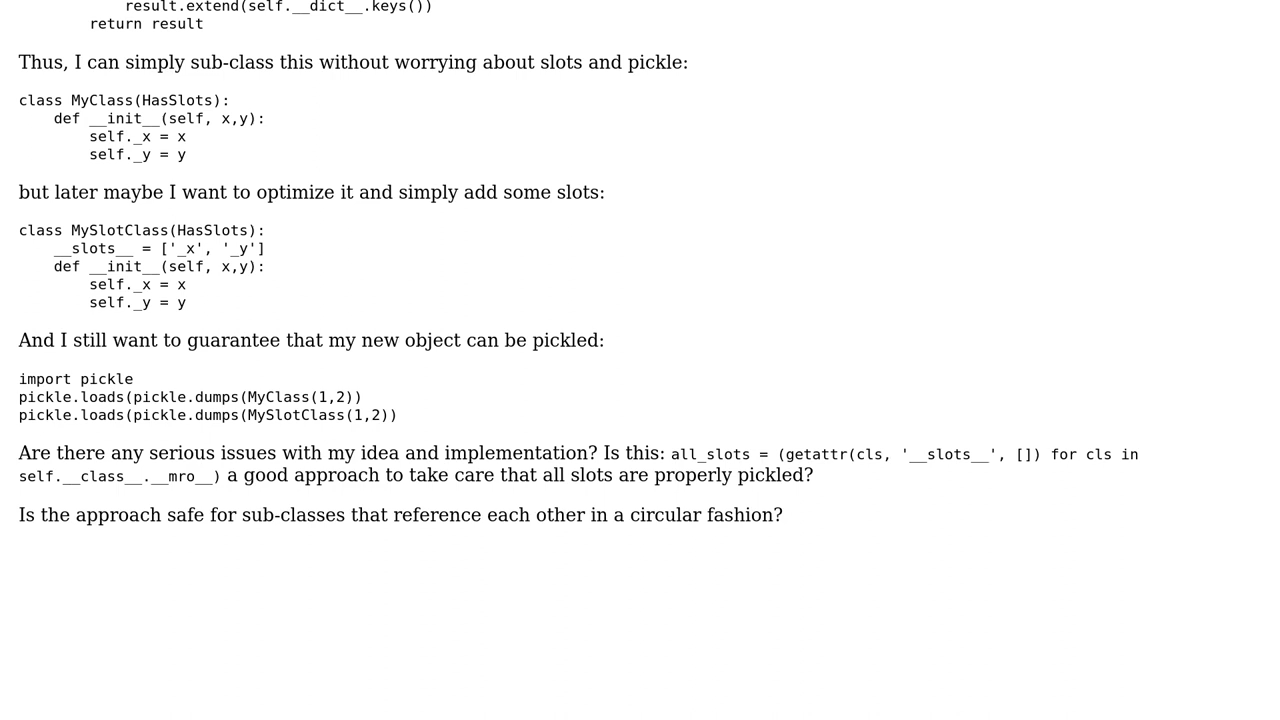 result.extend(self.__dict__.keys())
        return result
Thus, I can simply sub-class this without worrying about slots and pickle:
class MyClass(HasSlots):
    def __init__(self, x,y):
        self._x = x
        self._y = y
but later maybe I want to optimize it and simply add some slots:
class MySlotClass(HasSlots):
    __slots__ = ['_x', '_y']
    def __init__(self, x,y):
        self._x = x
        self._y = y
And I still want to guarantee that my new object can be pickled:
import pickle
pickle.loads(pickle.dumps(MyClass(1,2))
pickle.loads(pickle.dumps(MySlotClass(1,2))
Are there any serious issues with my idea and implementation? Is this: all_slots = (getattr(cls, '__slots__', []) for cls in
self.__class__.__mro__) a good approach to take care that all slots are properly pickled?
Is the approach safe for sub-classes that reference each other in a circular fashion?